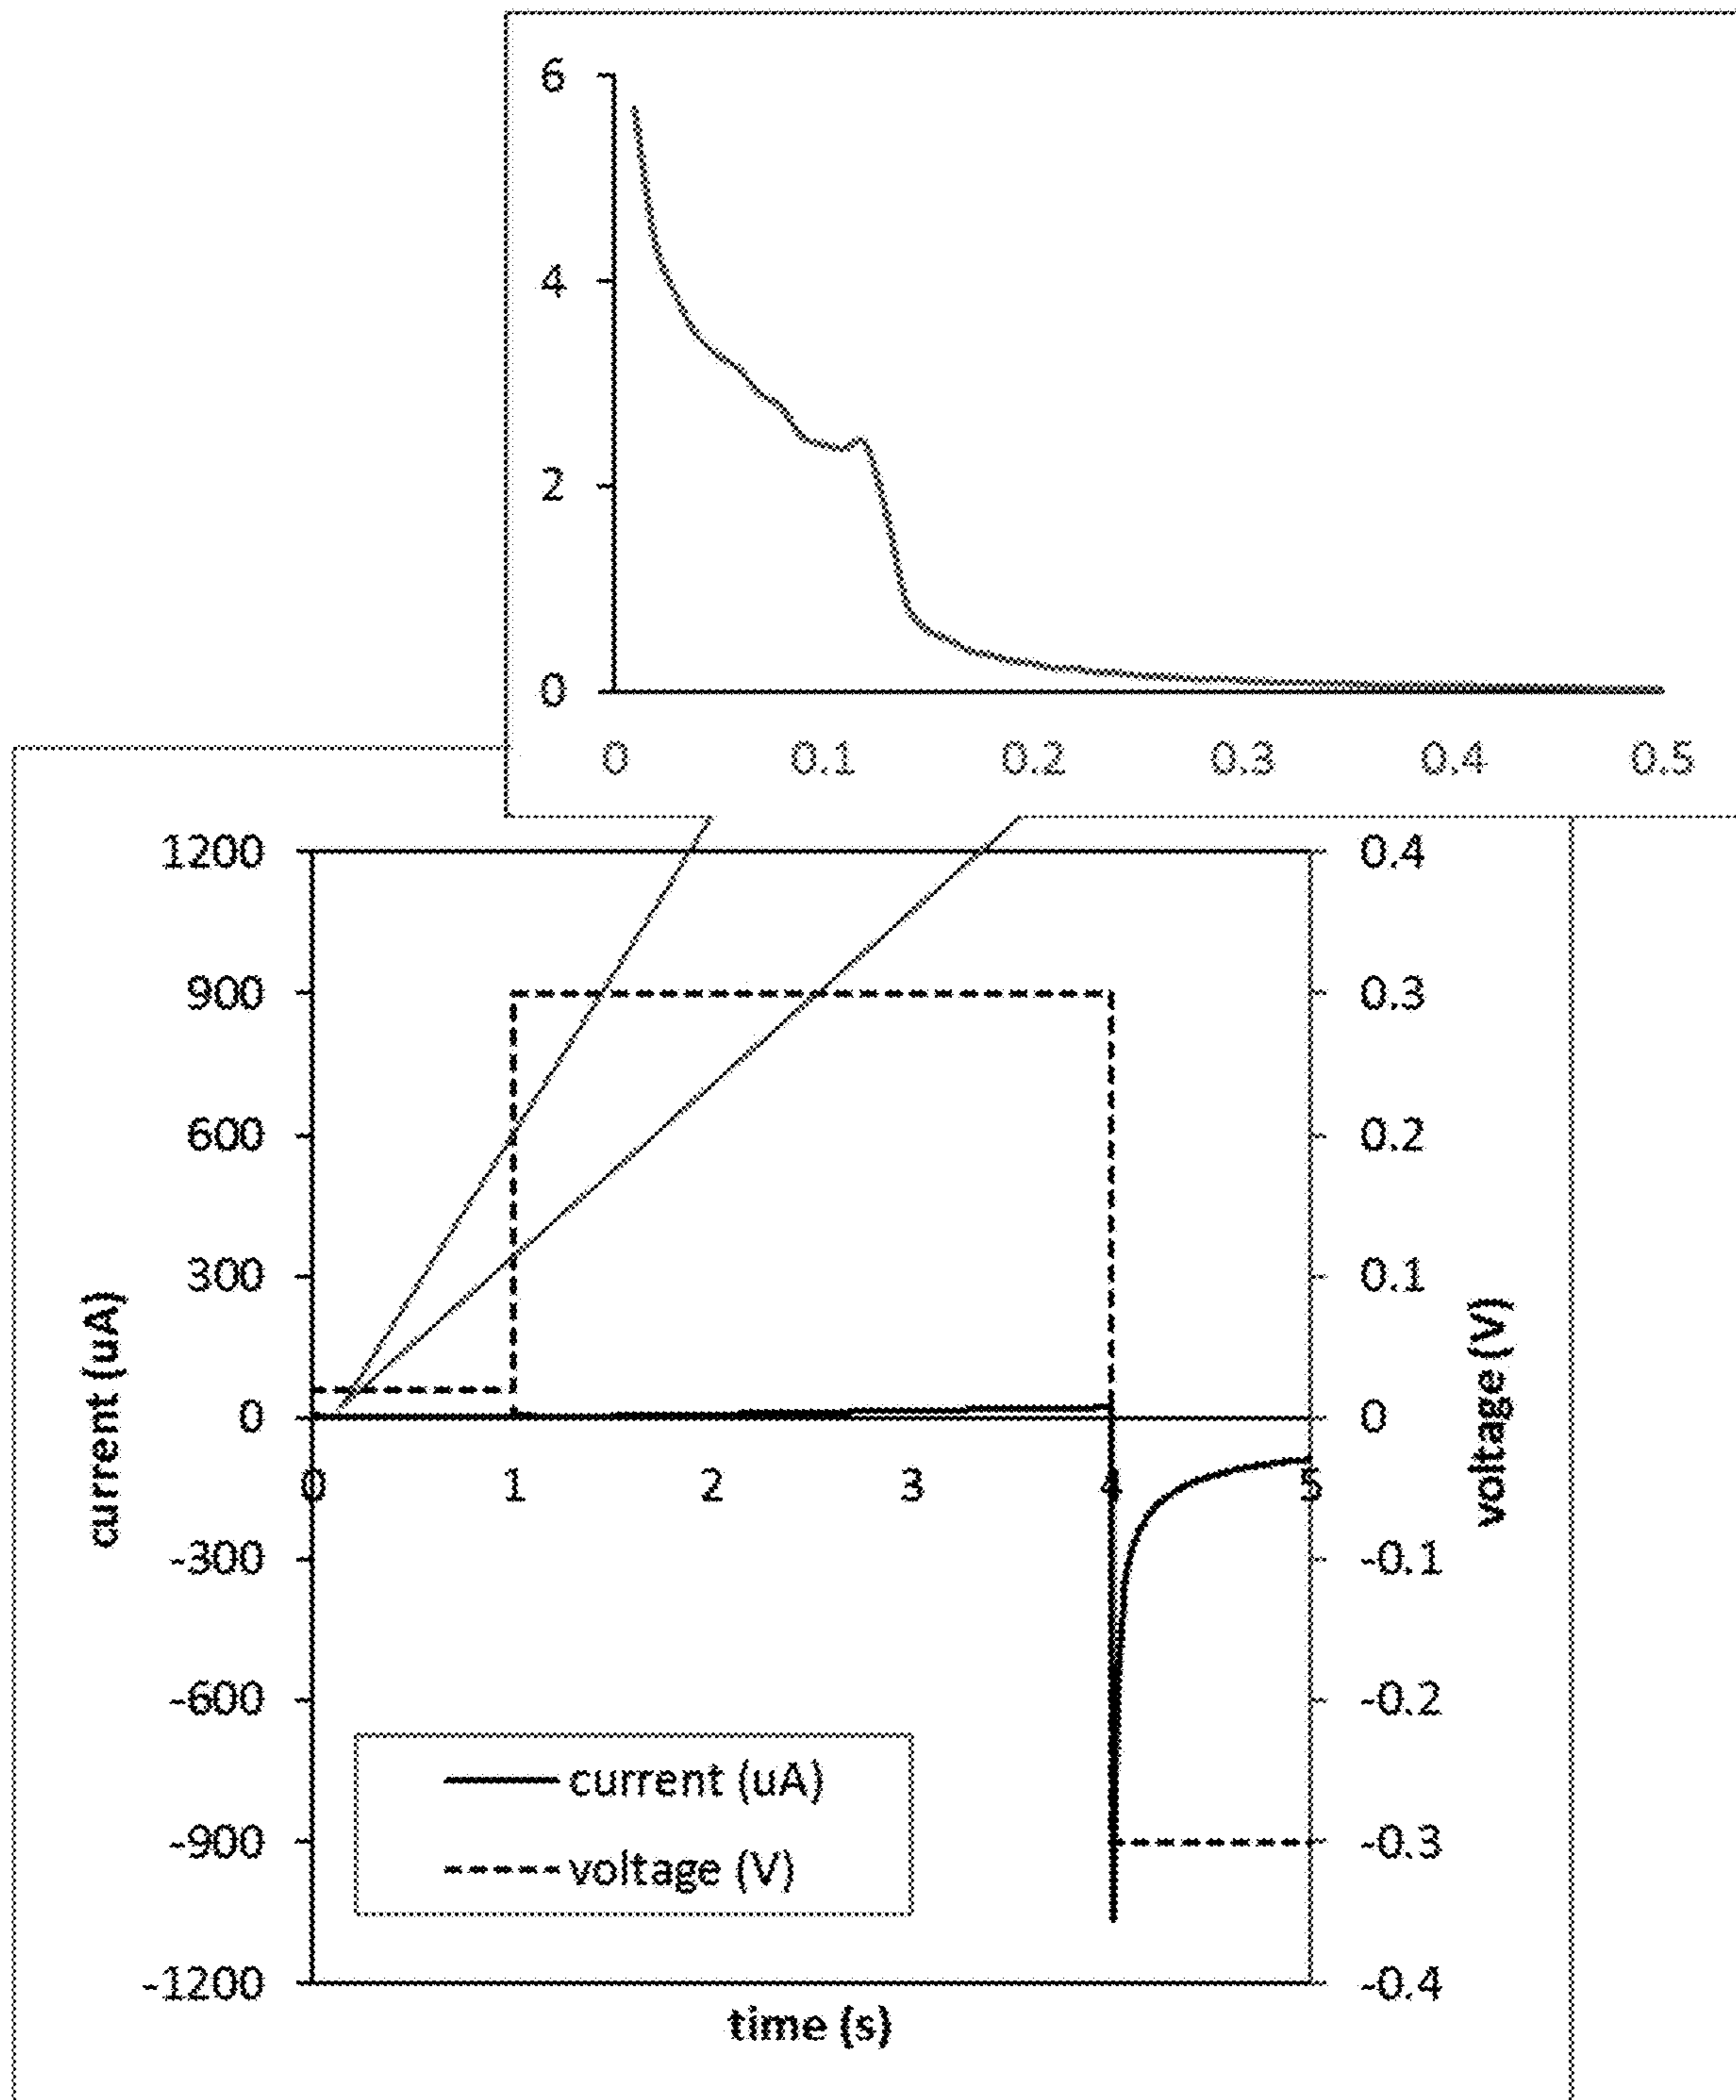 6
4
2
0
0 0.1 0.2 0.3 0.4 0.5
1200 0.4
900 0.3
600 0.2
300 0.1
0 0
0 1 2 3 4 5
-300 -0.1
-600 -0.2
-900 -0.3
-1200 -0.4
current (uA)
voltage (V)
current (uA)
voltage (V)
time (s)